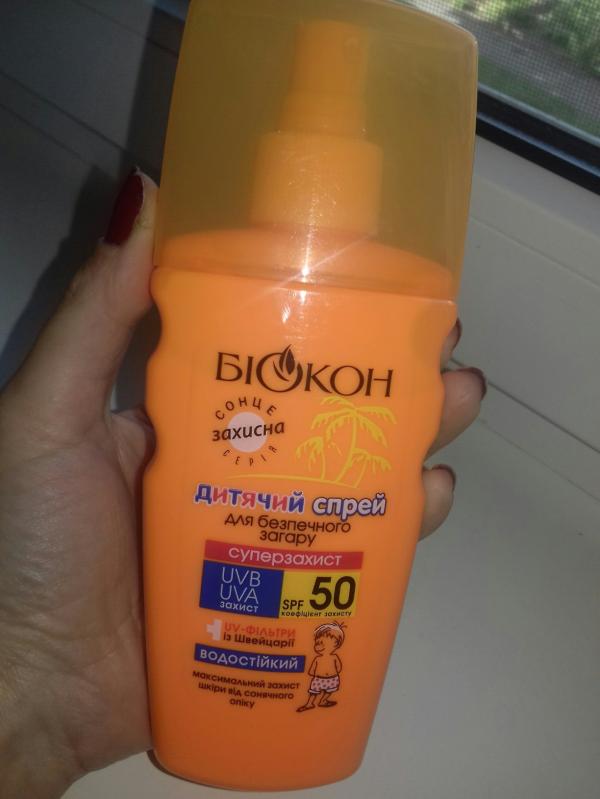 БІОКОН
СОНЦЕ
захисна
СЕРІЯ
дитячий спрей
для безпечного
загару
суперзахист
UVB
UVA
захист
SPF 50
коефіцієнт захисту
UV-ФІЛЬТРИ
із Швейцарії
ВОДОСТІЙКИЙ
максимальний захист
шкіри від сонячного
опіку